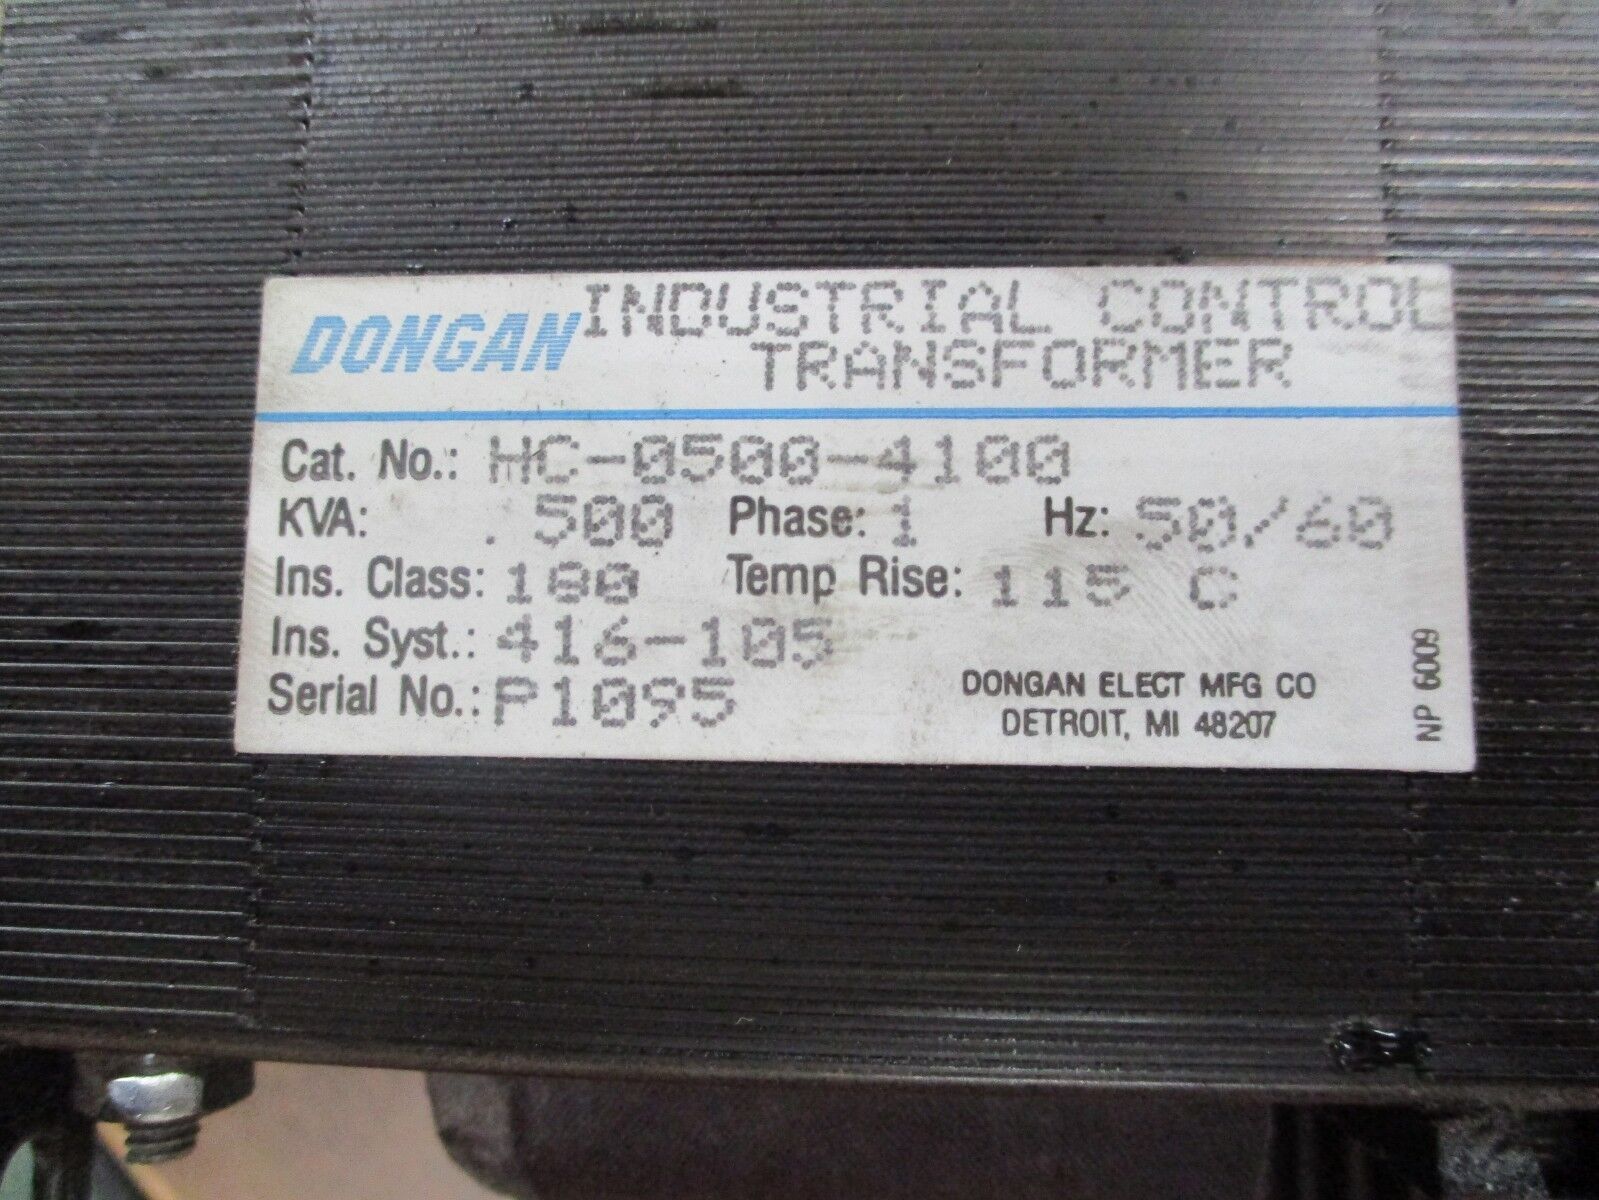 DONGAN INDUSTRIAL CONTROL
TRANSFORMER
Cat. No.: HC-0500-4100
KVA: .500 Phase: 1 Hz: 50/60
Ins. Class: 180 Temp Rise: 115 C
Ins. Syst.: 416-105
Serial No.: P1095
DONGAN ELECT MFG CO
DETROIT, MI 48207
NP 6009